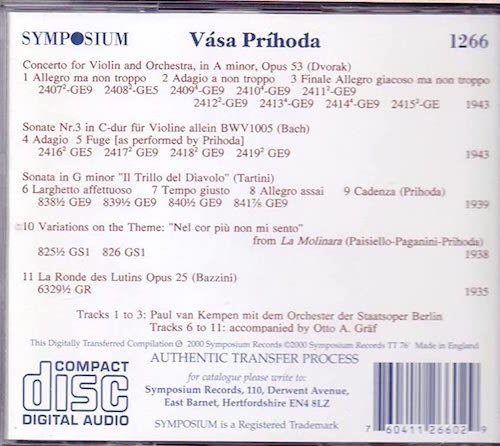 SYMPOSIUM Vása Príhoda 1266
Concerto for Violin and Orchestra, in A minor, Opus 53 (Dvorak)
1 Allegro ma non troppo 2 Adagio a non troppo 3 Finale Allegro giacoso ma non troppo
2407²-GE9 2408²-GE5 2409⁴-GE9 2410⁴-GE9 2411²-GE9
2412²-GE9 2413⁴-GE9 2414⁴-GE9 2415²-GE 1943
Sonate Nr.3 in C-dur für Violine allein BWV1005 (Bach)
4 Adagio 5 Fuge [as performed by Prihoda]
2416² GE5 2417² GE9 2418² GE9 2419² GE9 1943
Sonata in G minor "Il Trillo del Diavolo" (Tartini)
6 Larghetto affettuoso 7 Tempo giusto 8 Allegro assai 9 Cadenza (Prihoda)
838½ GE9 839½ GE9 840½ GE9 841⅞ GE9 1939
10 Variations on the Theme: "Nel cor più non mi sento"
from La Molinara (Paisiello-Paganini-Prihoda)
825½ GS1 826 GS1 1938
11 La Ronde des Lutins Opus 25 (Bazzini)
6329½ GR 1935
Tracks 1 to 3: Paul van Kempen mit dem Orchester der Staatsoper Berlin
Tracks 6 to 11: accompanied by Otto A. Gräf
This Digitally Transferred Compilation ℗ 2000 Symposium Records ©2000 Symposium Records TT 76' Made in England
AUTHENTIC TRANSFER PROCESS
for catalogue please write to:
Symposium Records, 110, Derwent Avenue,
East Barnet, Hertfordshire EN4 8LZ
SYMPOSIUM is a Registered Trademark
COMPACT
disc
DIGITAL AUDIO
7 60411 26602 9